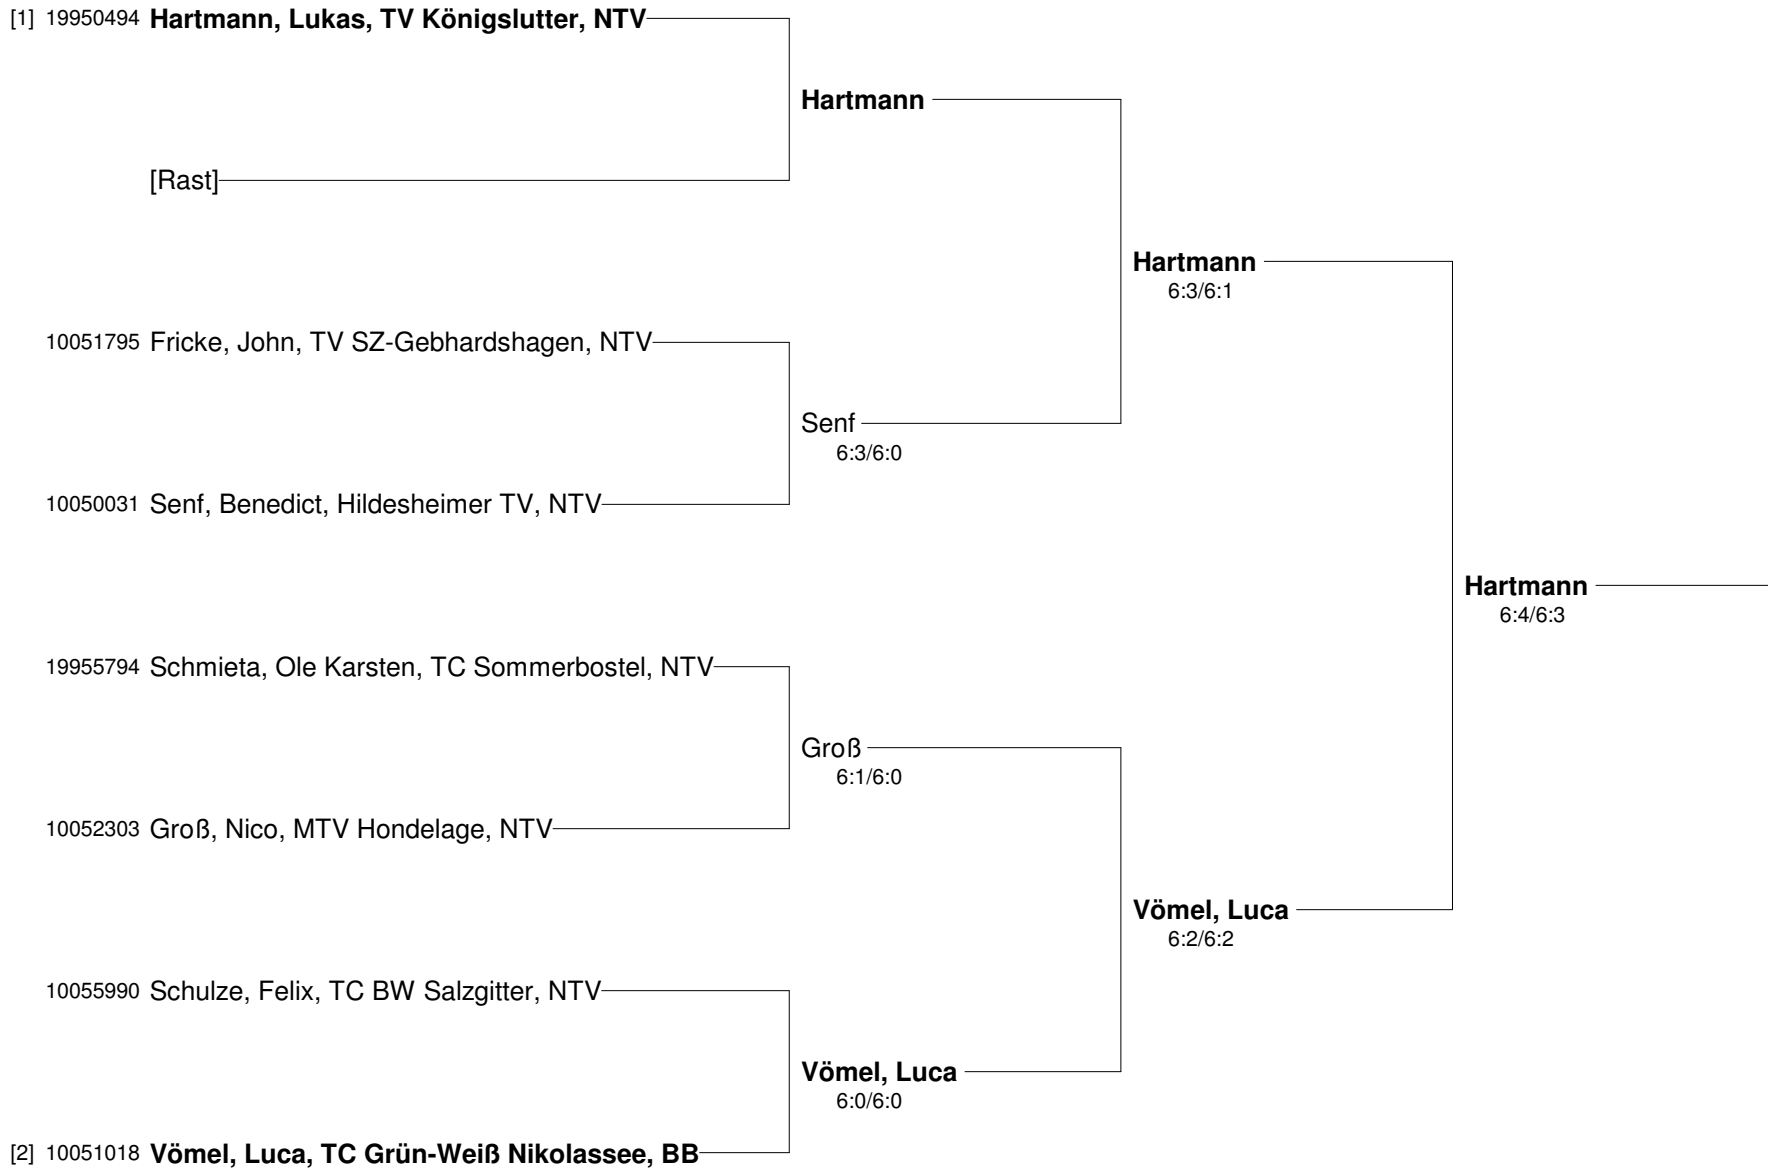 [1] 19950494 Hartmann, Lukas, TV Königslutter, NTV
Hartmann
[Rast]
Hartmann
6:3/6:1
10051795 Fricke, John, TV SZ-Gebhardshagen, NTV
Senf
6:3/6:0
10050031 Senf, Benedict, Hildesheimer TV, NTV
Hartmann
6:4/6:3
19955794 Schmieta, Ole Karsten, TC Sommerbostel, NTV
Groß
6:1/6:0
10052303 Groß, Nico, MTV Hondelage, NTV
Vömel, Luca
6:2/6:2
10055990 Schulze, Felix, TC BW Salzgitter, NTV
Vömel, Luca
6:0/6:0
[2] 10051018 Vömel, Luca, TC Grün-Weiß Nikolassee, BB